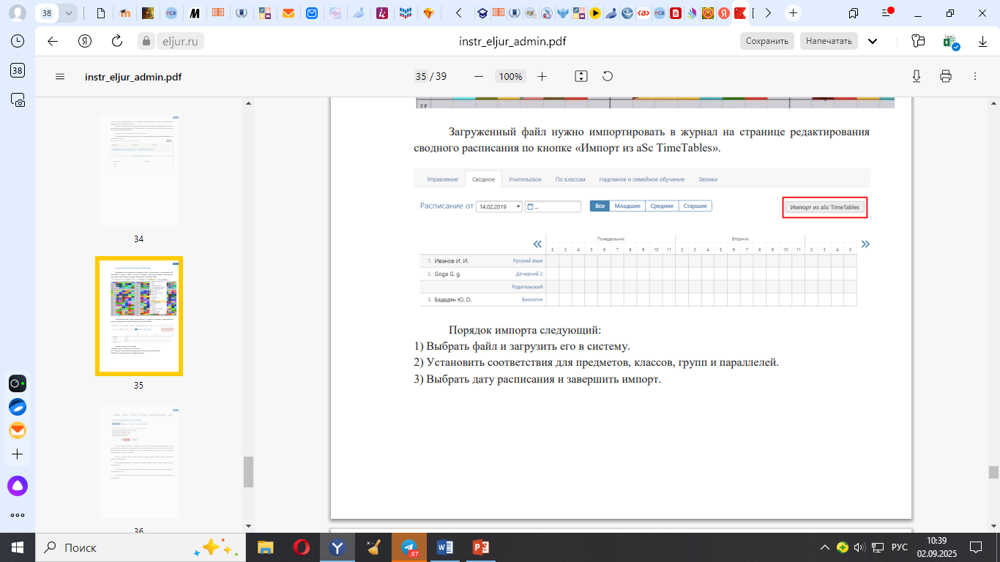 38
eljur.ru
instr_eljur_admin.pdf
Сохранить
Напечатать
38
instr_eljur_admin.pdf
35 / 39
100%
34
35
36
7 Г
Загруженный файл нужно импортировать в журнал на странице редактирования
сводного расписания по кнопке «Импорт из aSc TimeTables».
Управление Сводное Учительское По классам Надомное и семейное обучение Звонки
Расписание от 14.02.2019 ... Все Младшие Средние Старшие Импорт из aSc TimeTables
Понедельник Вторник
2 3 4 5 6 7 8 9 10 11 2 3 4 5 6 7 8 9 10 11 2 3 4 5
1. Иванов И. И. Русский язык
2. Goga G. g. Дочерний 2
Родительский
3. Бададян Ю. О. Биология
Порядок импорта следующий:
1) Выбрать файл и загрузить его в систему.
2) Установить соответствия для предметов, классов, групп и параллелей.
3) Выбрать дату расписания и завершить импорт.
Поиск
97
РУС
10:39
02.09.2025